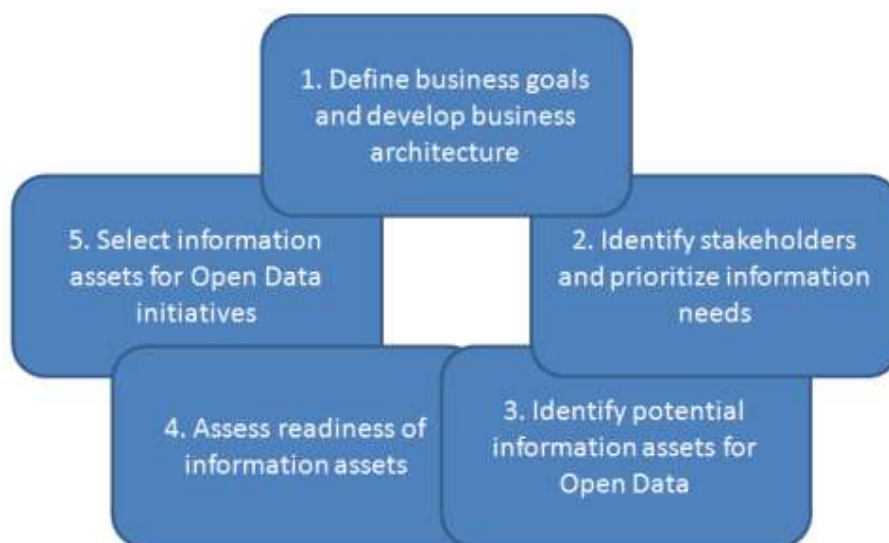 1. Define business goals
and develop business
architecture
2. Identify stakeholders
and prioritize information
needs
3. Identify potential
information assets for
Open Data
4. Assess readiness of
information assets
5. Select information
assets for Open Data
initiatives